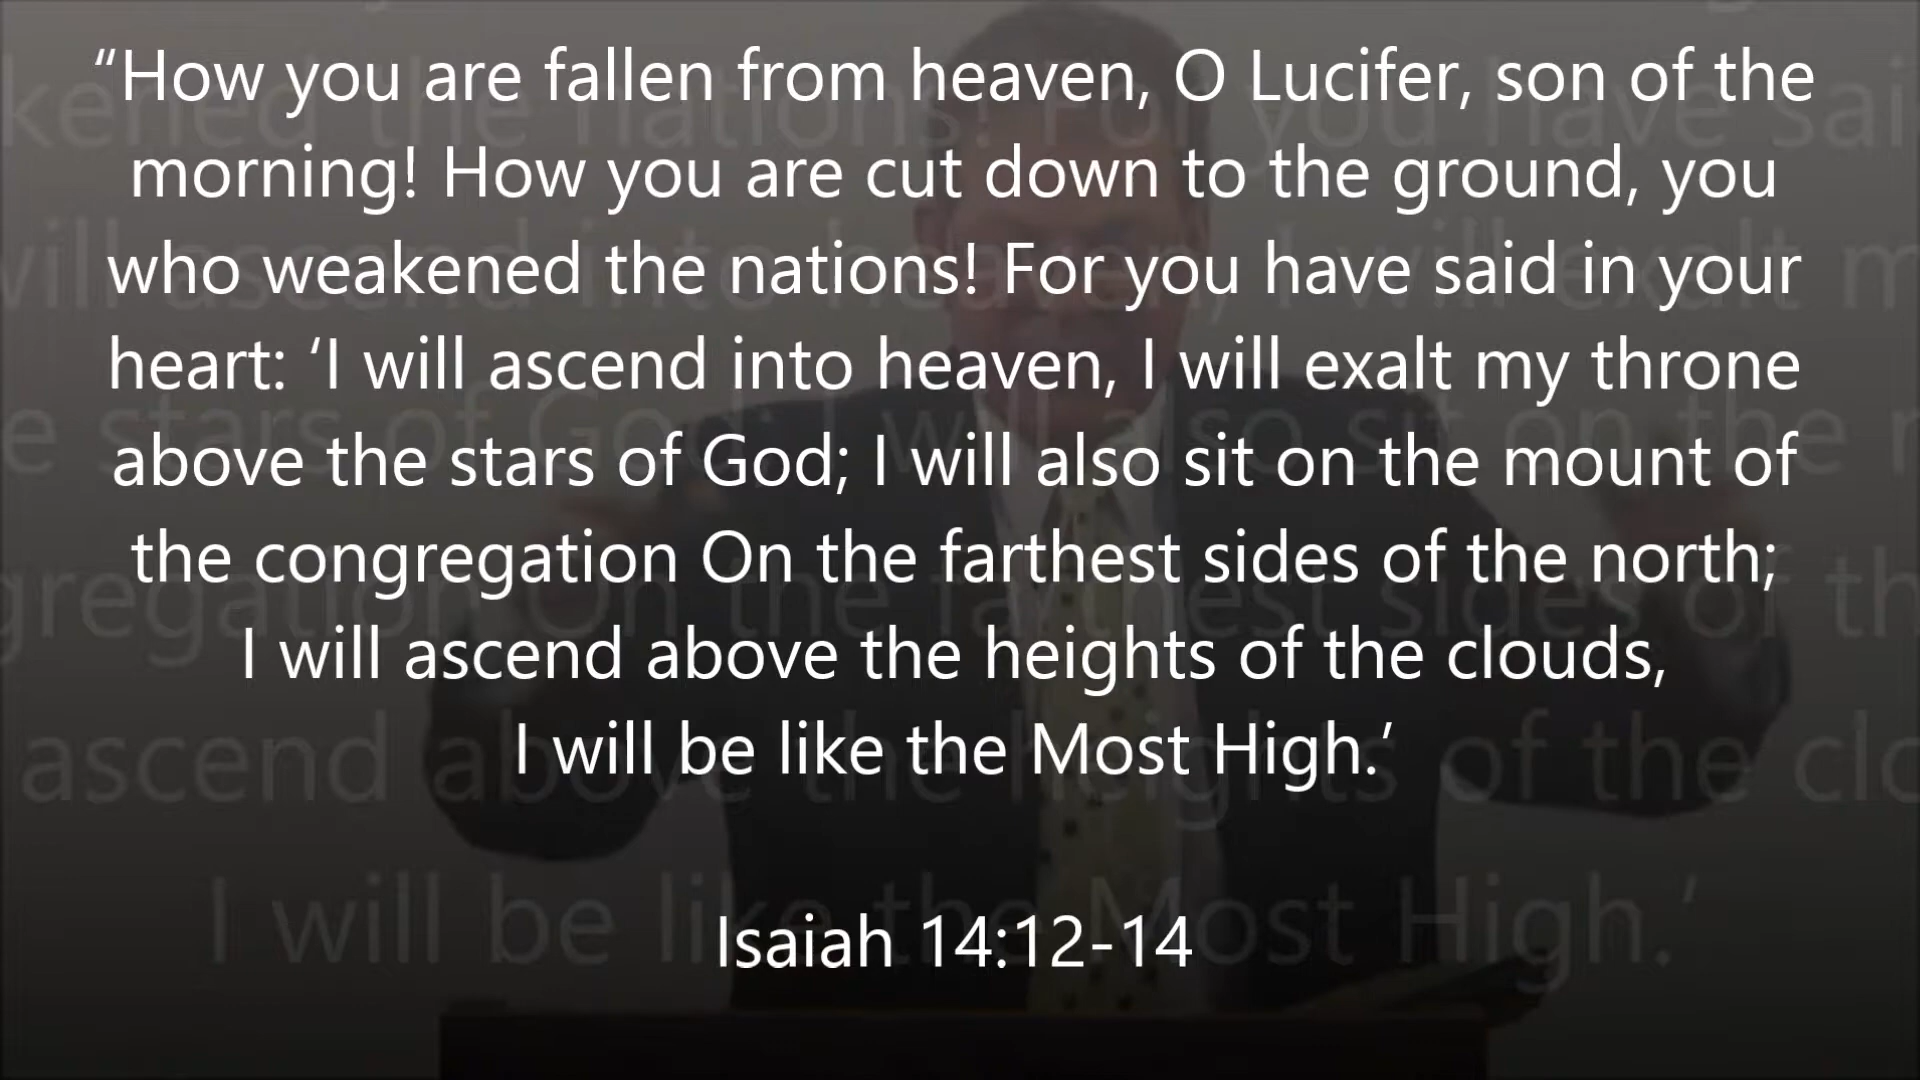 “How you are fallen from heaven, O Lucifer, son of the
morning! How you are cut down to the ground, you
who weakened the nations! For you have said in your
heart: ‘I will ascend into heaven, I will exalt my throne
above the stars of God; I will also sit on the mount of
the congregation On the farthest sides of the north;
I will ascend above the heights of the clouds,
I will be like the Most High.’
Isaiah 14:12-14